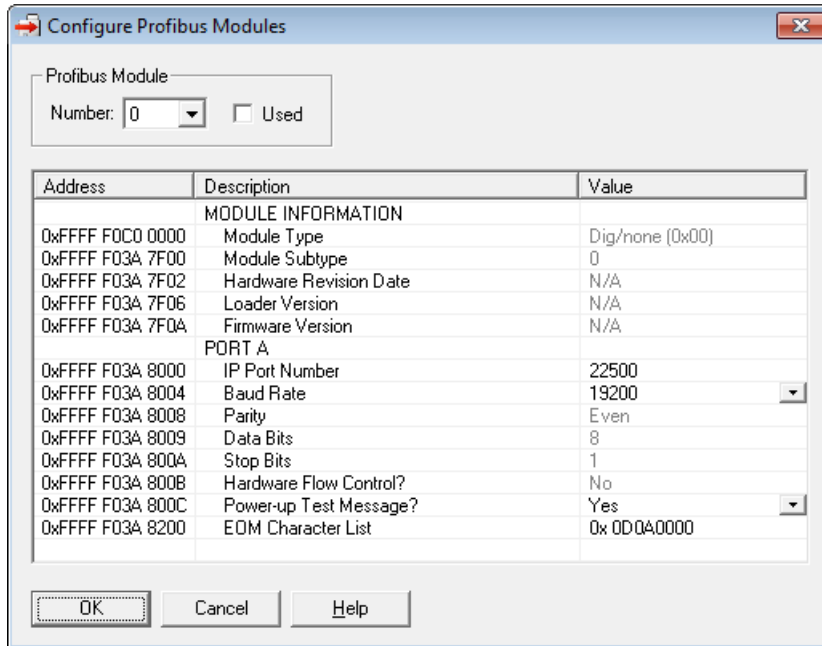 Configure Profibus Modules
Profibus Module
Number: 0 Used
Address Description Value
MODULE INFORMATION
0xFFFF F0C0 0000 Module Type Dig/none (0x00)
0xFFFF F03A 7F00 Module Subtype 0
0xFFFF F03A 7F02 Hardware Revision Date N/A
0xFFFF F03A 7F06 Loader Version N/A
0xFFFF F03A 7F0A Firmware Version N/A
PORT A
0xFFFF F03A 8000 IP Port Number 22500
0xFFFF F03A 8004 Baud Rate 19200
0xFFFF F03A 8008 Parity Even
0xFFFF F03A 8009 Data Bits 8
0xFFFF F03A 800A Stop Bits 1
0xFFFF F03A 800B Hardware Flow Control? No
0xFFFF F03A 800C Power-up Test Message? Yes
0xFFFF F03A 8200 EOM Character List 0x 0D0A0000
OK Cancel Help